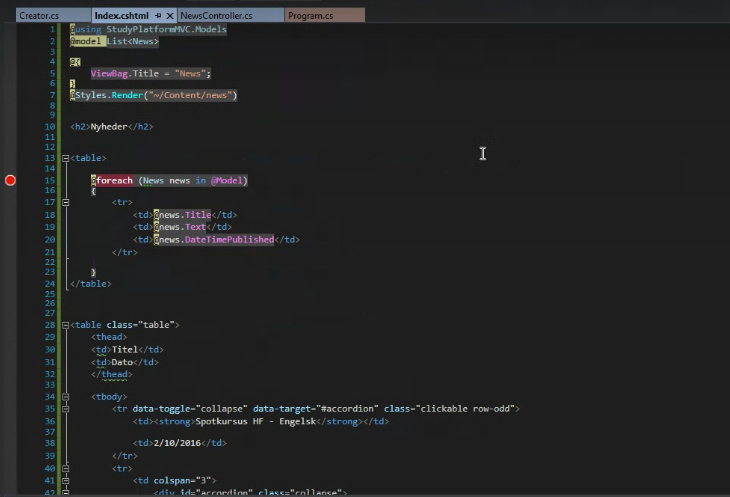 Creator.cs Index.cshtml NewsController.cs Program.cs
1 @using StudyPlatformMVC.Models
2 @model List<News>
3
4 @{
5 ViewBag.Title = "News";
6 }
7 @Styles.Render("~/Content/news")
8
9
10 <h2>Nyheder</h2>
11
12
13 <table>
14
15 @foreach (News news in @Model)
16 {
17 <tr>
18 <td>@news.Title</td>
19 <td>@news.Text</td>
20 <td>@news.DateTimePublished</td>
21 </tr>
22
23 }
24 </table>
25
26
27
28 <table class="table">
29 <thead>
30 <td>Titel</td>
31 <td>Dato</td>
32 </thead>
33
34 <tbody>
35 <tr data-toggle="collapse" data-target="#accordion" class="clickable row-odd">
36 <td><strong>Spotkursus HF - Engelsk</strong></td>
37
38 <td>2/10/2016</td>
39 </tr>
40 <tr>
41 <td colspan="3">
42 <div id="accordion" class="collapse">